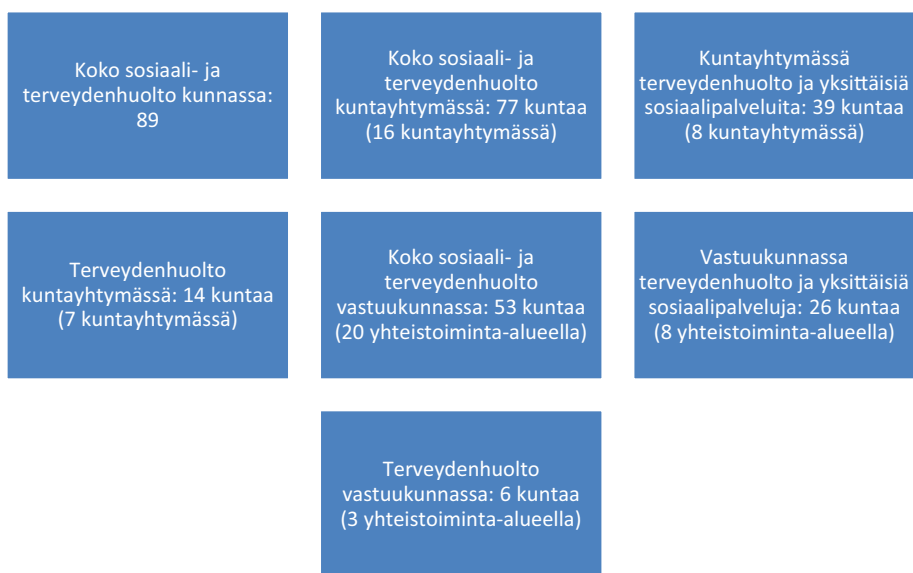 Koko sosiaali- ja
terveydenhuolto kunnassa:
89
Koko sosiaali- ja
terveydenhuolto
kuntayhtymässä: 77 kuntaa
(16 kuntayhtymässä)
Kuntayhtymässä
terveydenhuolto ja yksittäisiä
sosiaalipalveluita: 39 kuntaa
(8 kuntayhtymässä)
Terveydenhuolto
kuntayhtymässä: 14 kuntaa
(7 kuntayhtymässä)
Koko sosiaali- ja
terveydenhuolto
vastuukunnassa: 53 kuntaa
(20 yhteistoiminta-alueella)
Vastuukunnassa
terveydenhuolto ja yksittäisiä
sosiaalipalveluja: 26 kuntaa
(8 yhteistoiminta-alueella)
Terveydenhuolto
vastuukunnassa: 6 kuntaa
(3 yhteistoiminta-alueella)